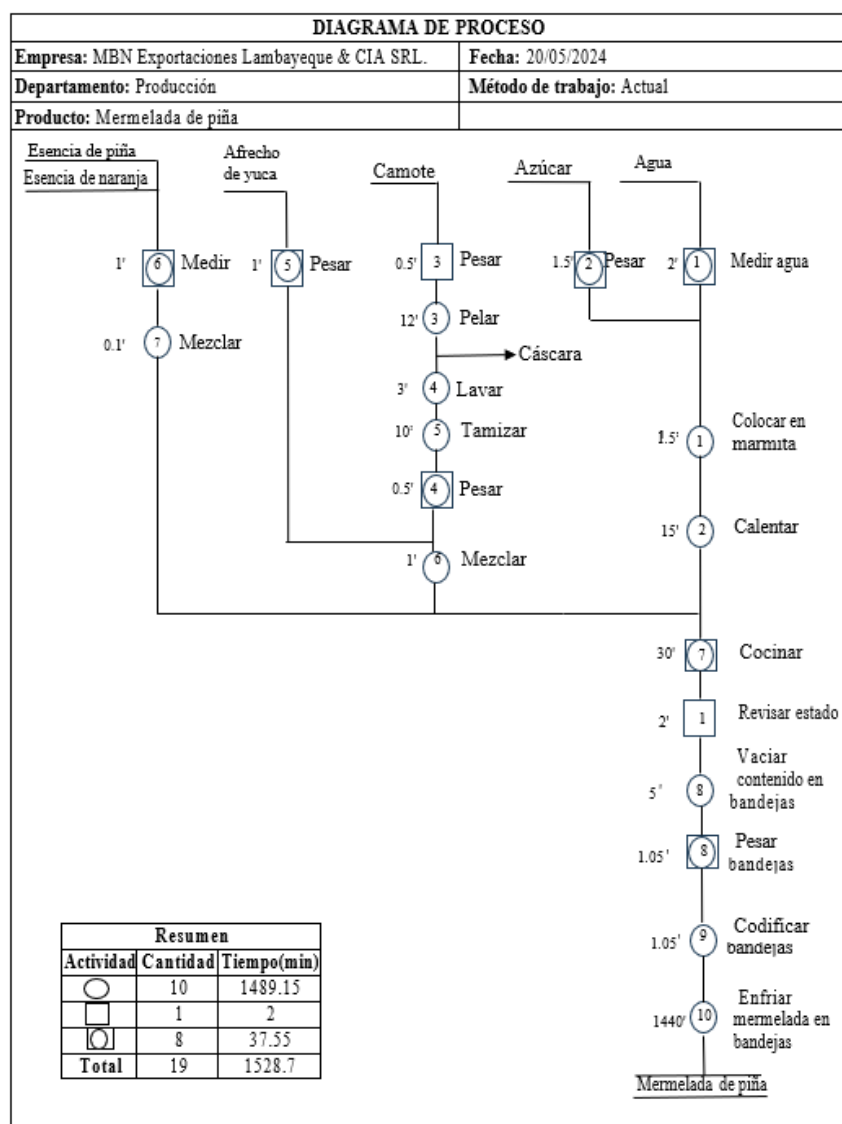 DIAGRAMA DE PROCESO
Empresa: MBN Exportaciones Lambayeque & CIA SRL.
Fecha: 20/05/2024
Departamento: Producción
Método de trabajo: Actual
Producto: Mermelada de piña
Esencia de piña
Esencia de naranja
Afrecho
de yuca
Camote
Azúcar
Agua
1' 6 Medir
1' 5 Pesar
0.5' 3 Pesar
1.5' 2 Pesar
2' 1 Medir agua
0.1' 7 Mezclar
12' 3 Pelar
Cáscara
3' 4 Lavar
10' 5 Tamizar
0.5' 4 Pesar
1' 6 Mezclar
1 Colocar en
marmita
15' 2 Calentar
30' 7 Cocinar
2' 1 Revisar estado
5' 8 Vaciar
contenido en
bandejas
1.05' 8 Pesar
bandejas
1.05' 9 Codificar
bandejas
1440' 10 Enfriar
mermelada en
bandejas
Mermelada de piña
Resumen
Actividad Cantidad Tiempo(min)
10 1489.15
1 2
8 37.55
Total 19 1528.7